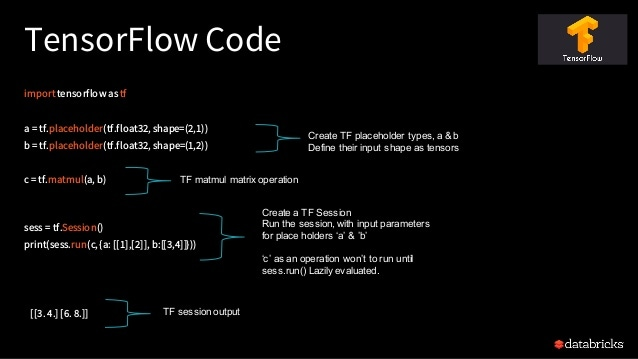 TensorFlow Code
TensorFlow
import tensorflow as tf
a = tf.placeholder(tf.float32, shape=(2,1))
b = tf.placeholder(tf.float32, shape=(1,2))
Create TF placeholder types, a & b
Define their input shape as tensors
c = tf.matmul(a, b)
TF matmul matrix operation
sess = tf.Session()
print(sess.run(c, {a: [[1],[2]], b:[[3,4]]}))
Create a TF Session
Run the session, with input parameters
for place holders ‘a’ & ’b’
‘c’ as an operation won’t to run until
sess.run() Lazily evaluated.
[[3. 4.] [6. 8.]]
TF session output
databricks